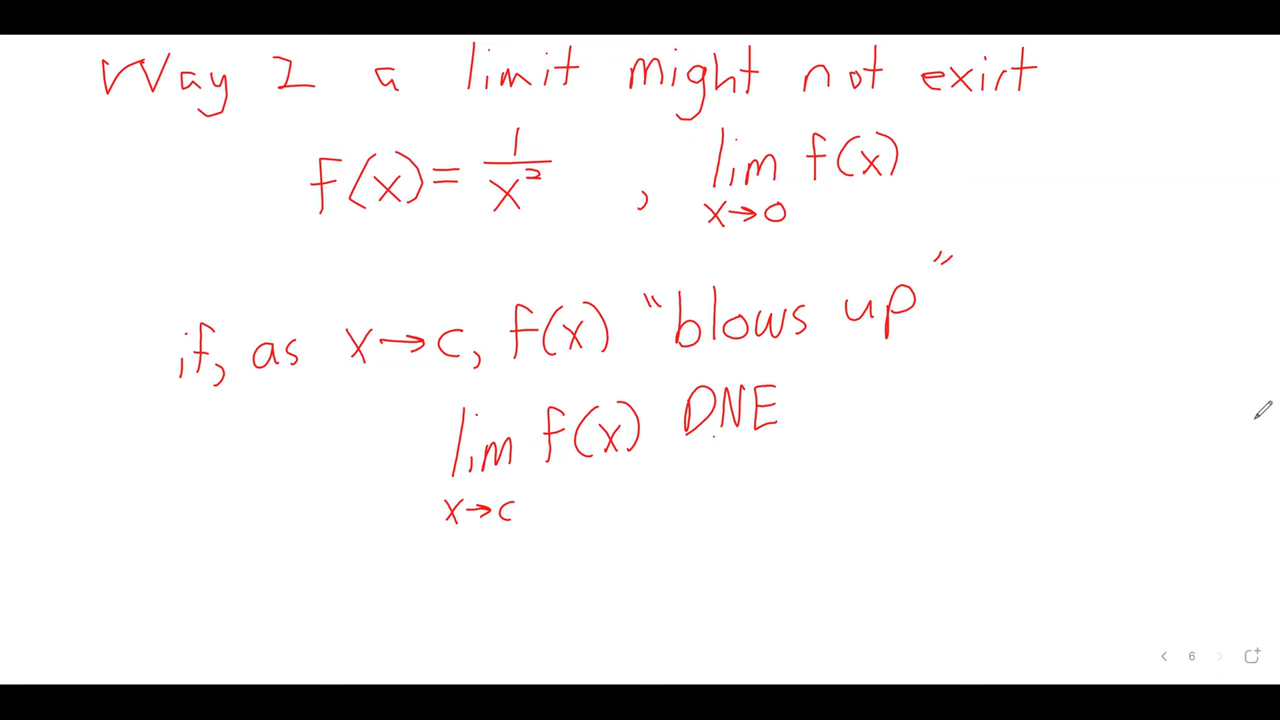 Way 2 a limit might not exist
f(x) = 1/x² , lim x→0 f(x)
if, as x→c, f(x) "blows up"
lim x→c f(x) DNE
6